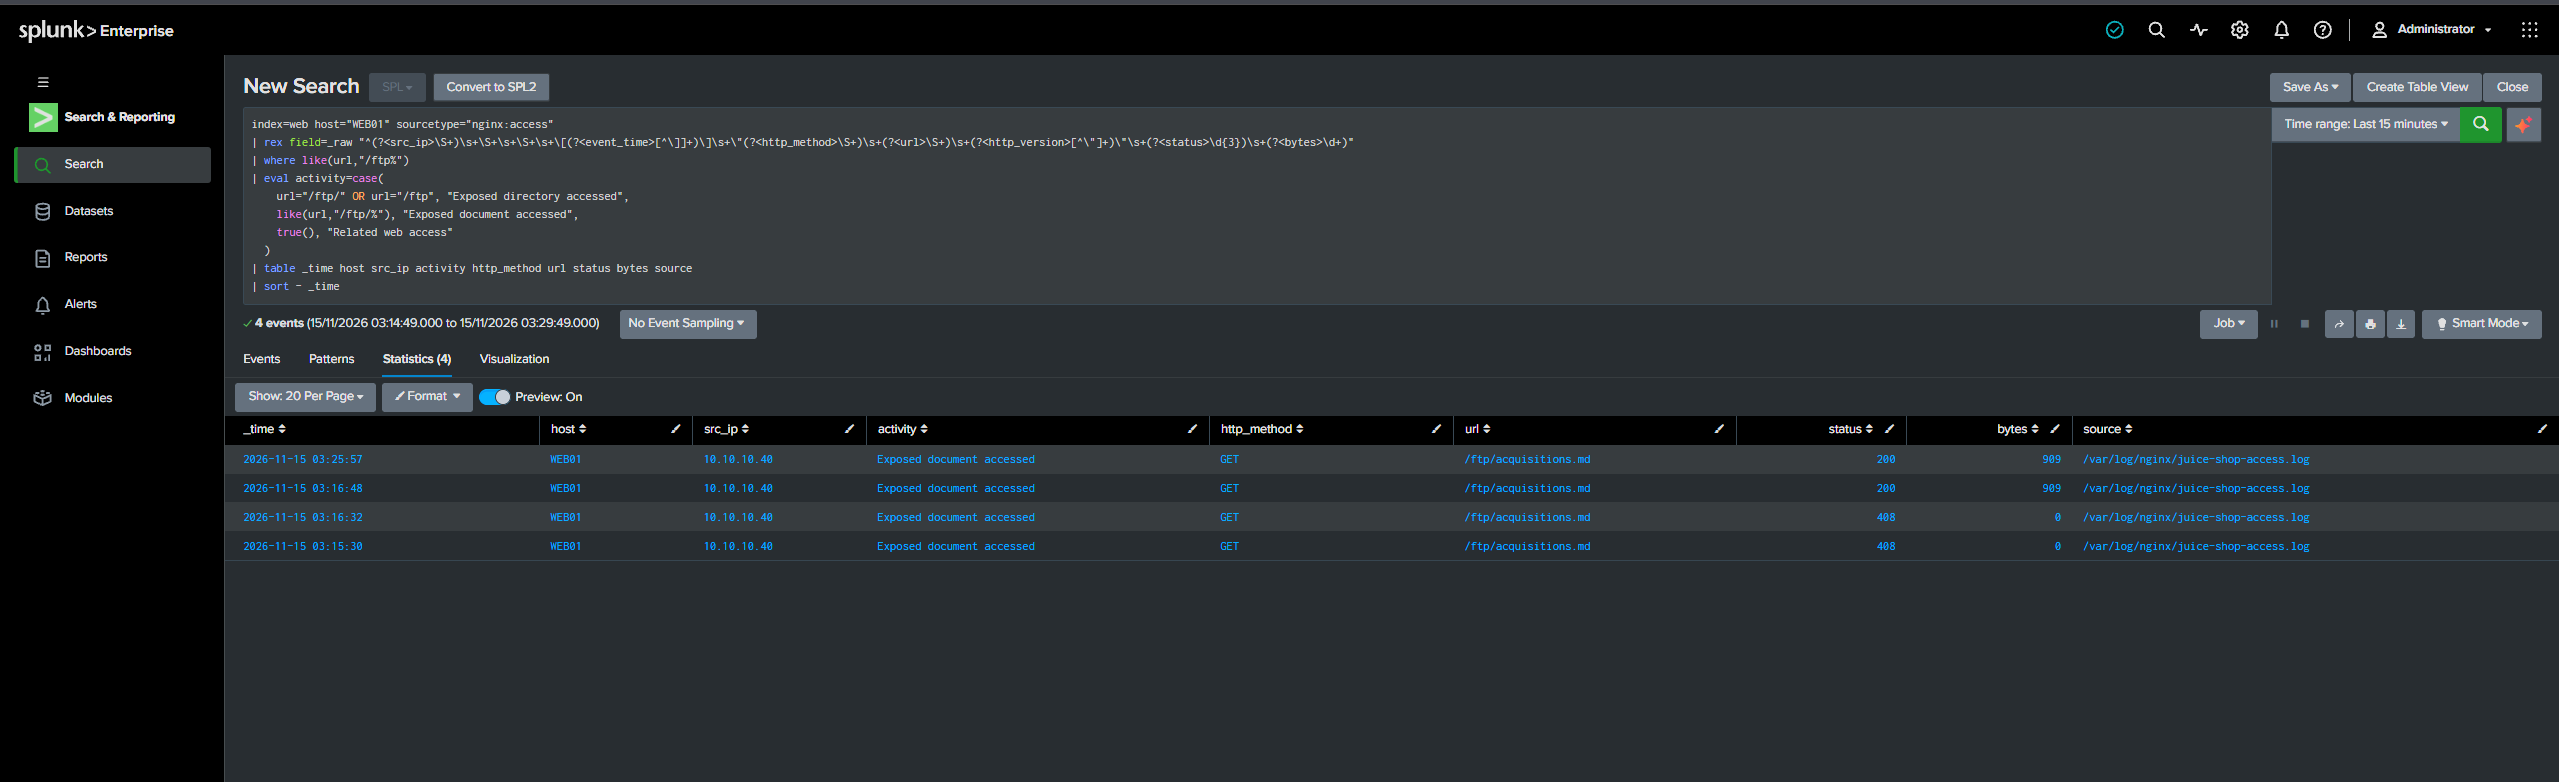 splunk> Enterprise
Administrator
Search & Reporting
Search
Datasets
Reports
Alerts
Dashboards
Modules
New Search SPL Convert to SPL2 Save As Create Table View Close
Time range: Last 15 minutes
index=web host="WEB01" sourcetype="nginx:access"
| rex field=_raw "^(?<src_ip>\S+)\s+\S+\s+\S+\s+\[(?<event_time>[^\]]+)\]\s+\"(?<http_method>\S+)\s+(?<url>\S+)\s+(?<http_version>[^\"]+)\"\s+(?<status>\d{3})\s+(?<bytes>\d+)"
| where like(url,"/ftp%")
| eval activity=case(
url="/ftp/" OR url="/ftp", "Exposed directory accessed",
like(url,"/ftp/%"), "Exposed document accessed",
true(), "Related web access"
)
| table _time host src_ip activity http_method url status bytes source
| sort - _time
4 events (15/11/2026 03:14:49.000 to 15/11/2026 03:29:49.000) No Event Sampling Job Smart Mode
Events Patterns Statistics (4) Visualization
Show: 20 Per Page Format Preview: On
_time host src_ip activity http_method url status bytes source
2026-11-15 03:25:57 WEB01 10.10.10.40 Exposed document accessed GET /ftp/acquisitions.md 200 909 /var/log/nginx/juice-shop-access.log
2026-11-15 03:16:48 WEB01 10.10.10.40 Exposed document accessed GET /ftp/acquisitions.md 200 909 /var/log/nginx/juice-shop-access.log
2026-11-15 03:16:32 WEB01 10.10.10.40 Exposed document accessed GET /ftp/acquisitions.md 408 0 /var/log/nginx/juice-shop-access.log
2026-11-15 03:15:30 WEB01 10.10.10.40 Exposed document accessed GET /ftp/acquisitions.md 408 0 /var/log/nginx/juice-shop-access.log